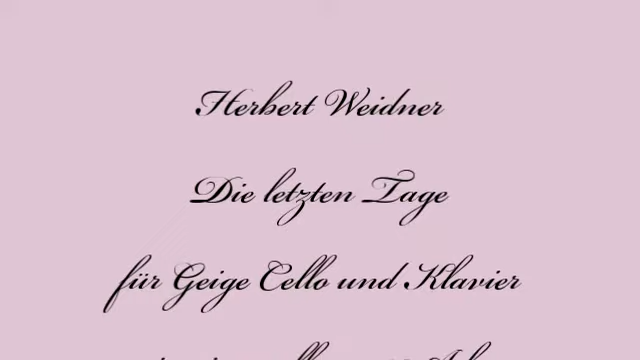 Herbert Weidner
Die letzten Tage
für Geige Cello und Klavier